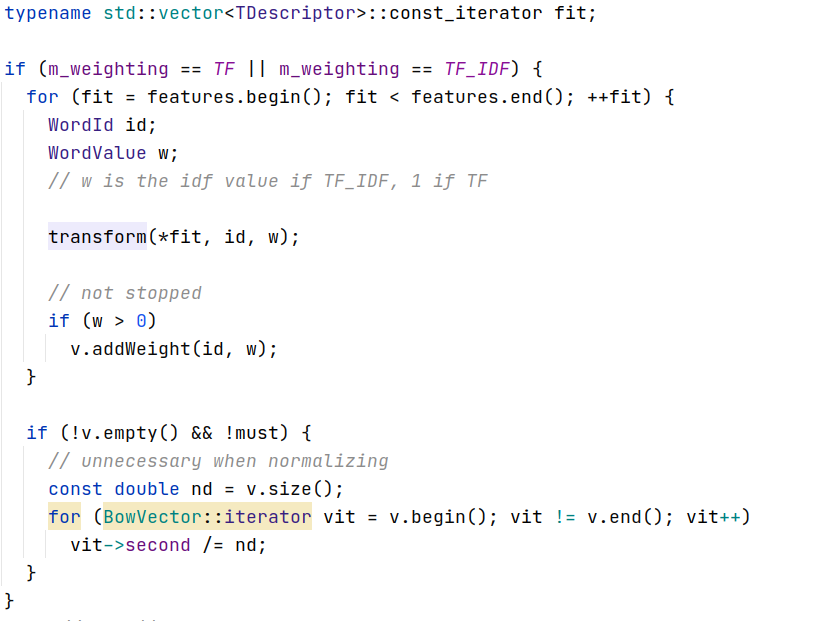 typename std::vector<TDescriptor>::const_iterator fit;

if (m_weighting == TF || m_weighting == TF_IDF) {
  for (fit = features.begin(); fit < features.end(); ++fit) {
    WordId id;
    WordValue w;
    // w is the idf value if TF_IDF, 1 if TF

    transform(*fit, id, w);

    // not stopped
    if (w > 0)
      v.addWeight(id, w);
  }

  if (!v.empty() && !must) {
    // unnecessary when normalizing
    const double nd = v.size();
    for (BowVector::iterator vit = v.begin(); vit != v.end(); vit++)
      vit->second /= nd;
  }
}